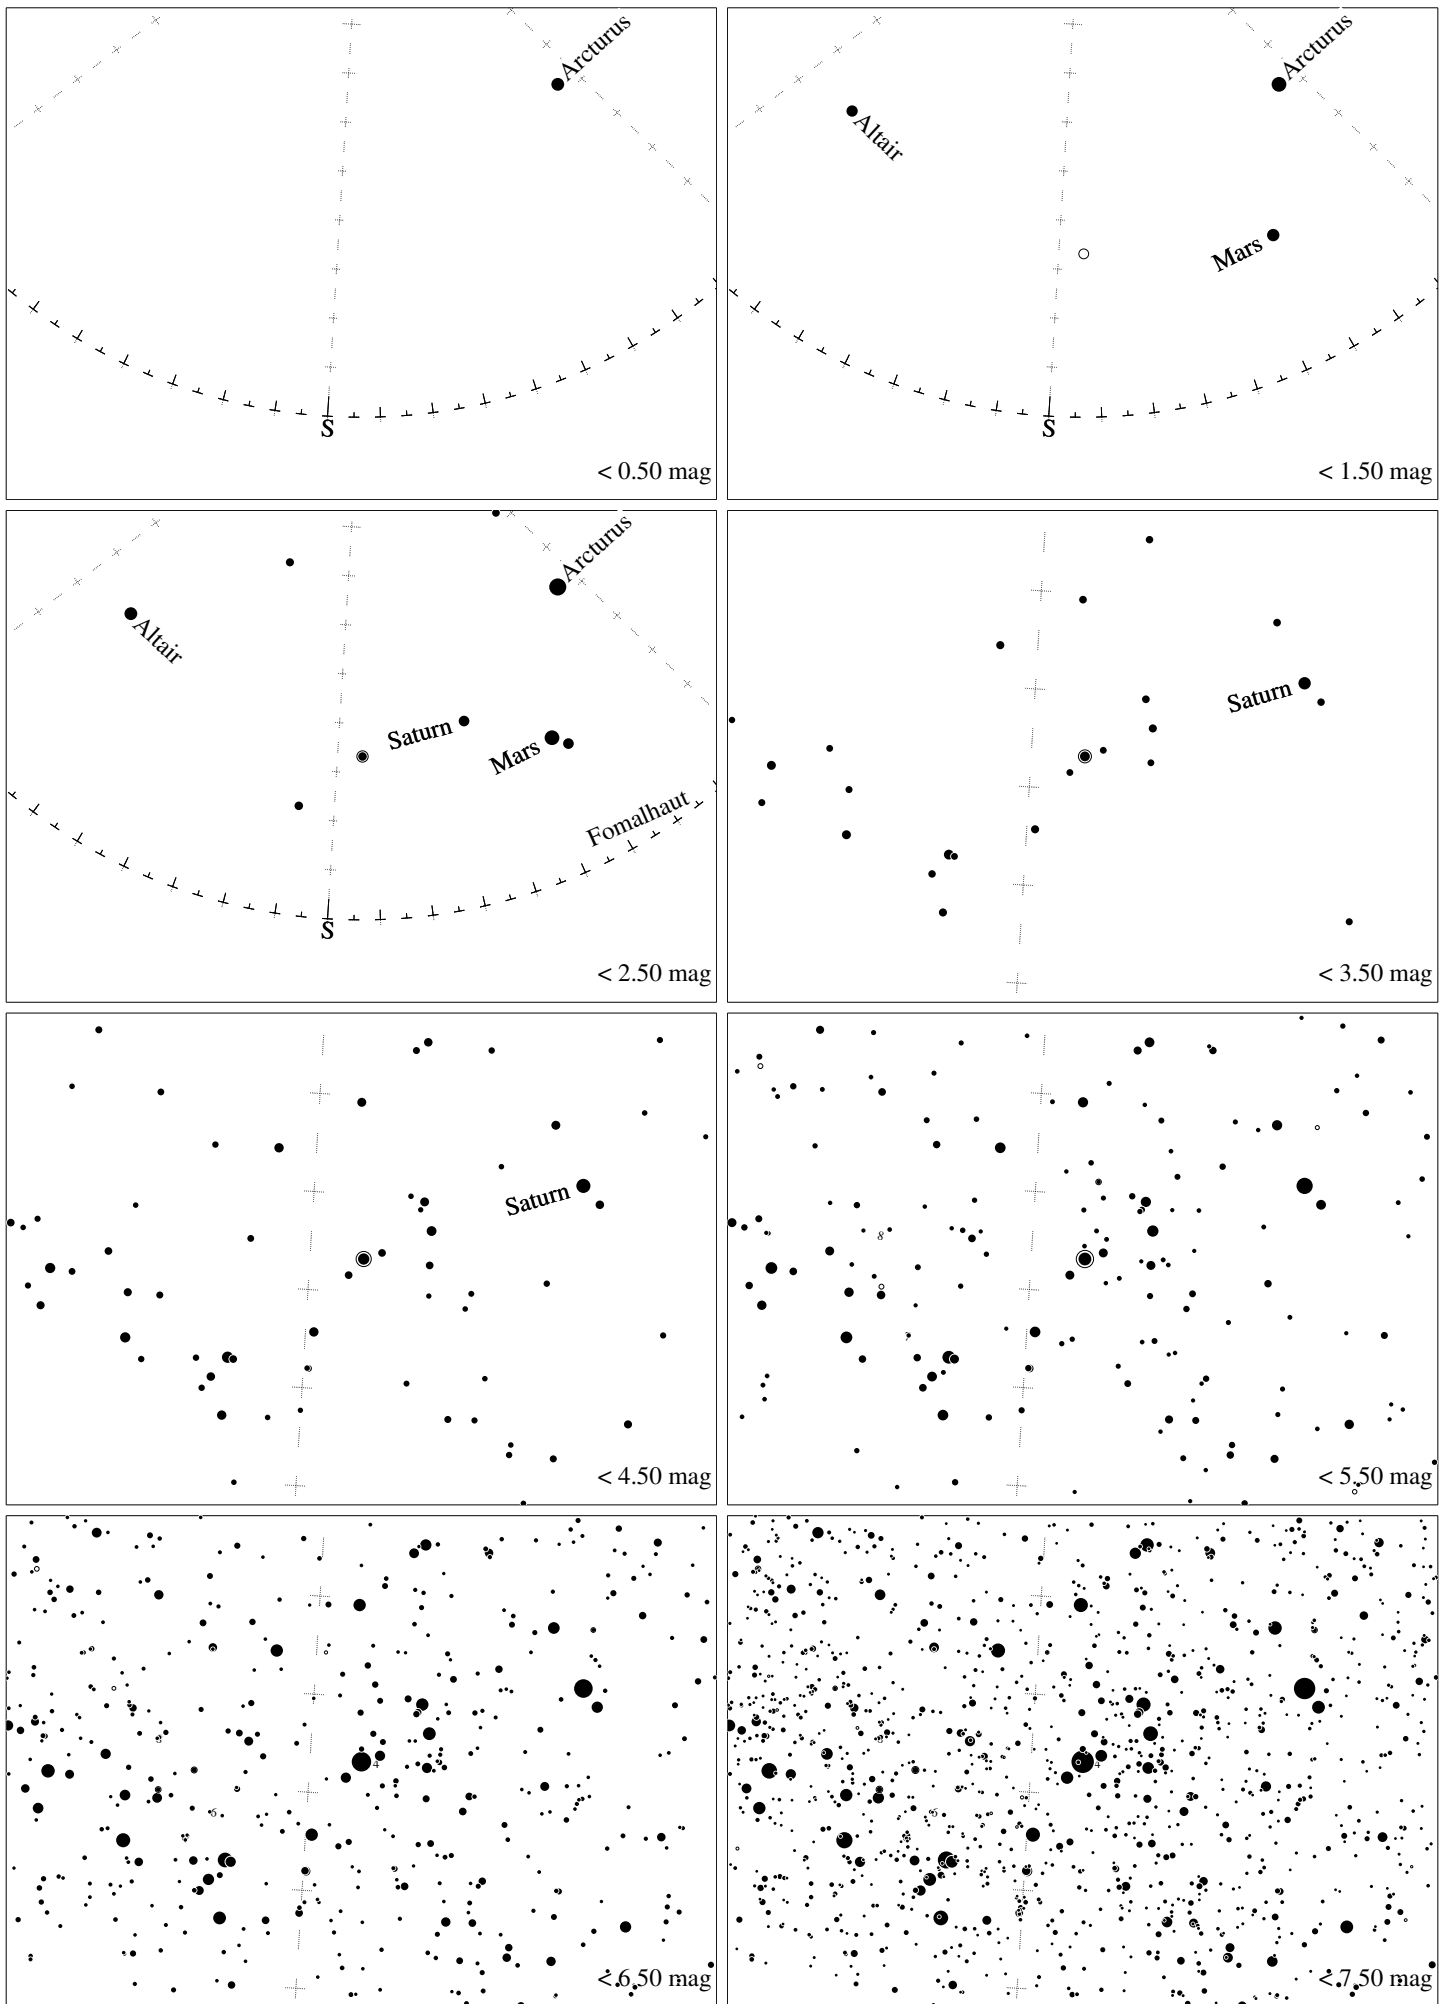 Arcturus
S
< 0.50 mag
Arcturus
Altair
Mars
S
< 1.50 mag
Arcturus
Altair
Saturn
Mars
Fomalhaut
S
< 2.50 mag
Saturn
< 3.50 mag
Saturn
< 4.50 mag
< 5.50 mag
< 6.50 mag
< 7.50 mag